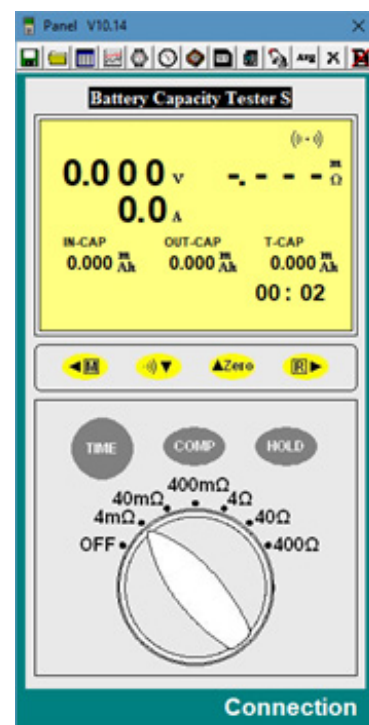 Panel V10.14
Battery Capacity Tester S
0.000 V -.--- mΩ
0.0 A
IN-CAP OUT-CAP T-CAP
0.000 mAh 0.000 mAh 0.000 mAh
00:02
M Zero R
TIME COMP HOLD
400mΩ
40mΩ 4Ω
4mΩ 40Ω
OFF 400Ω
Connection